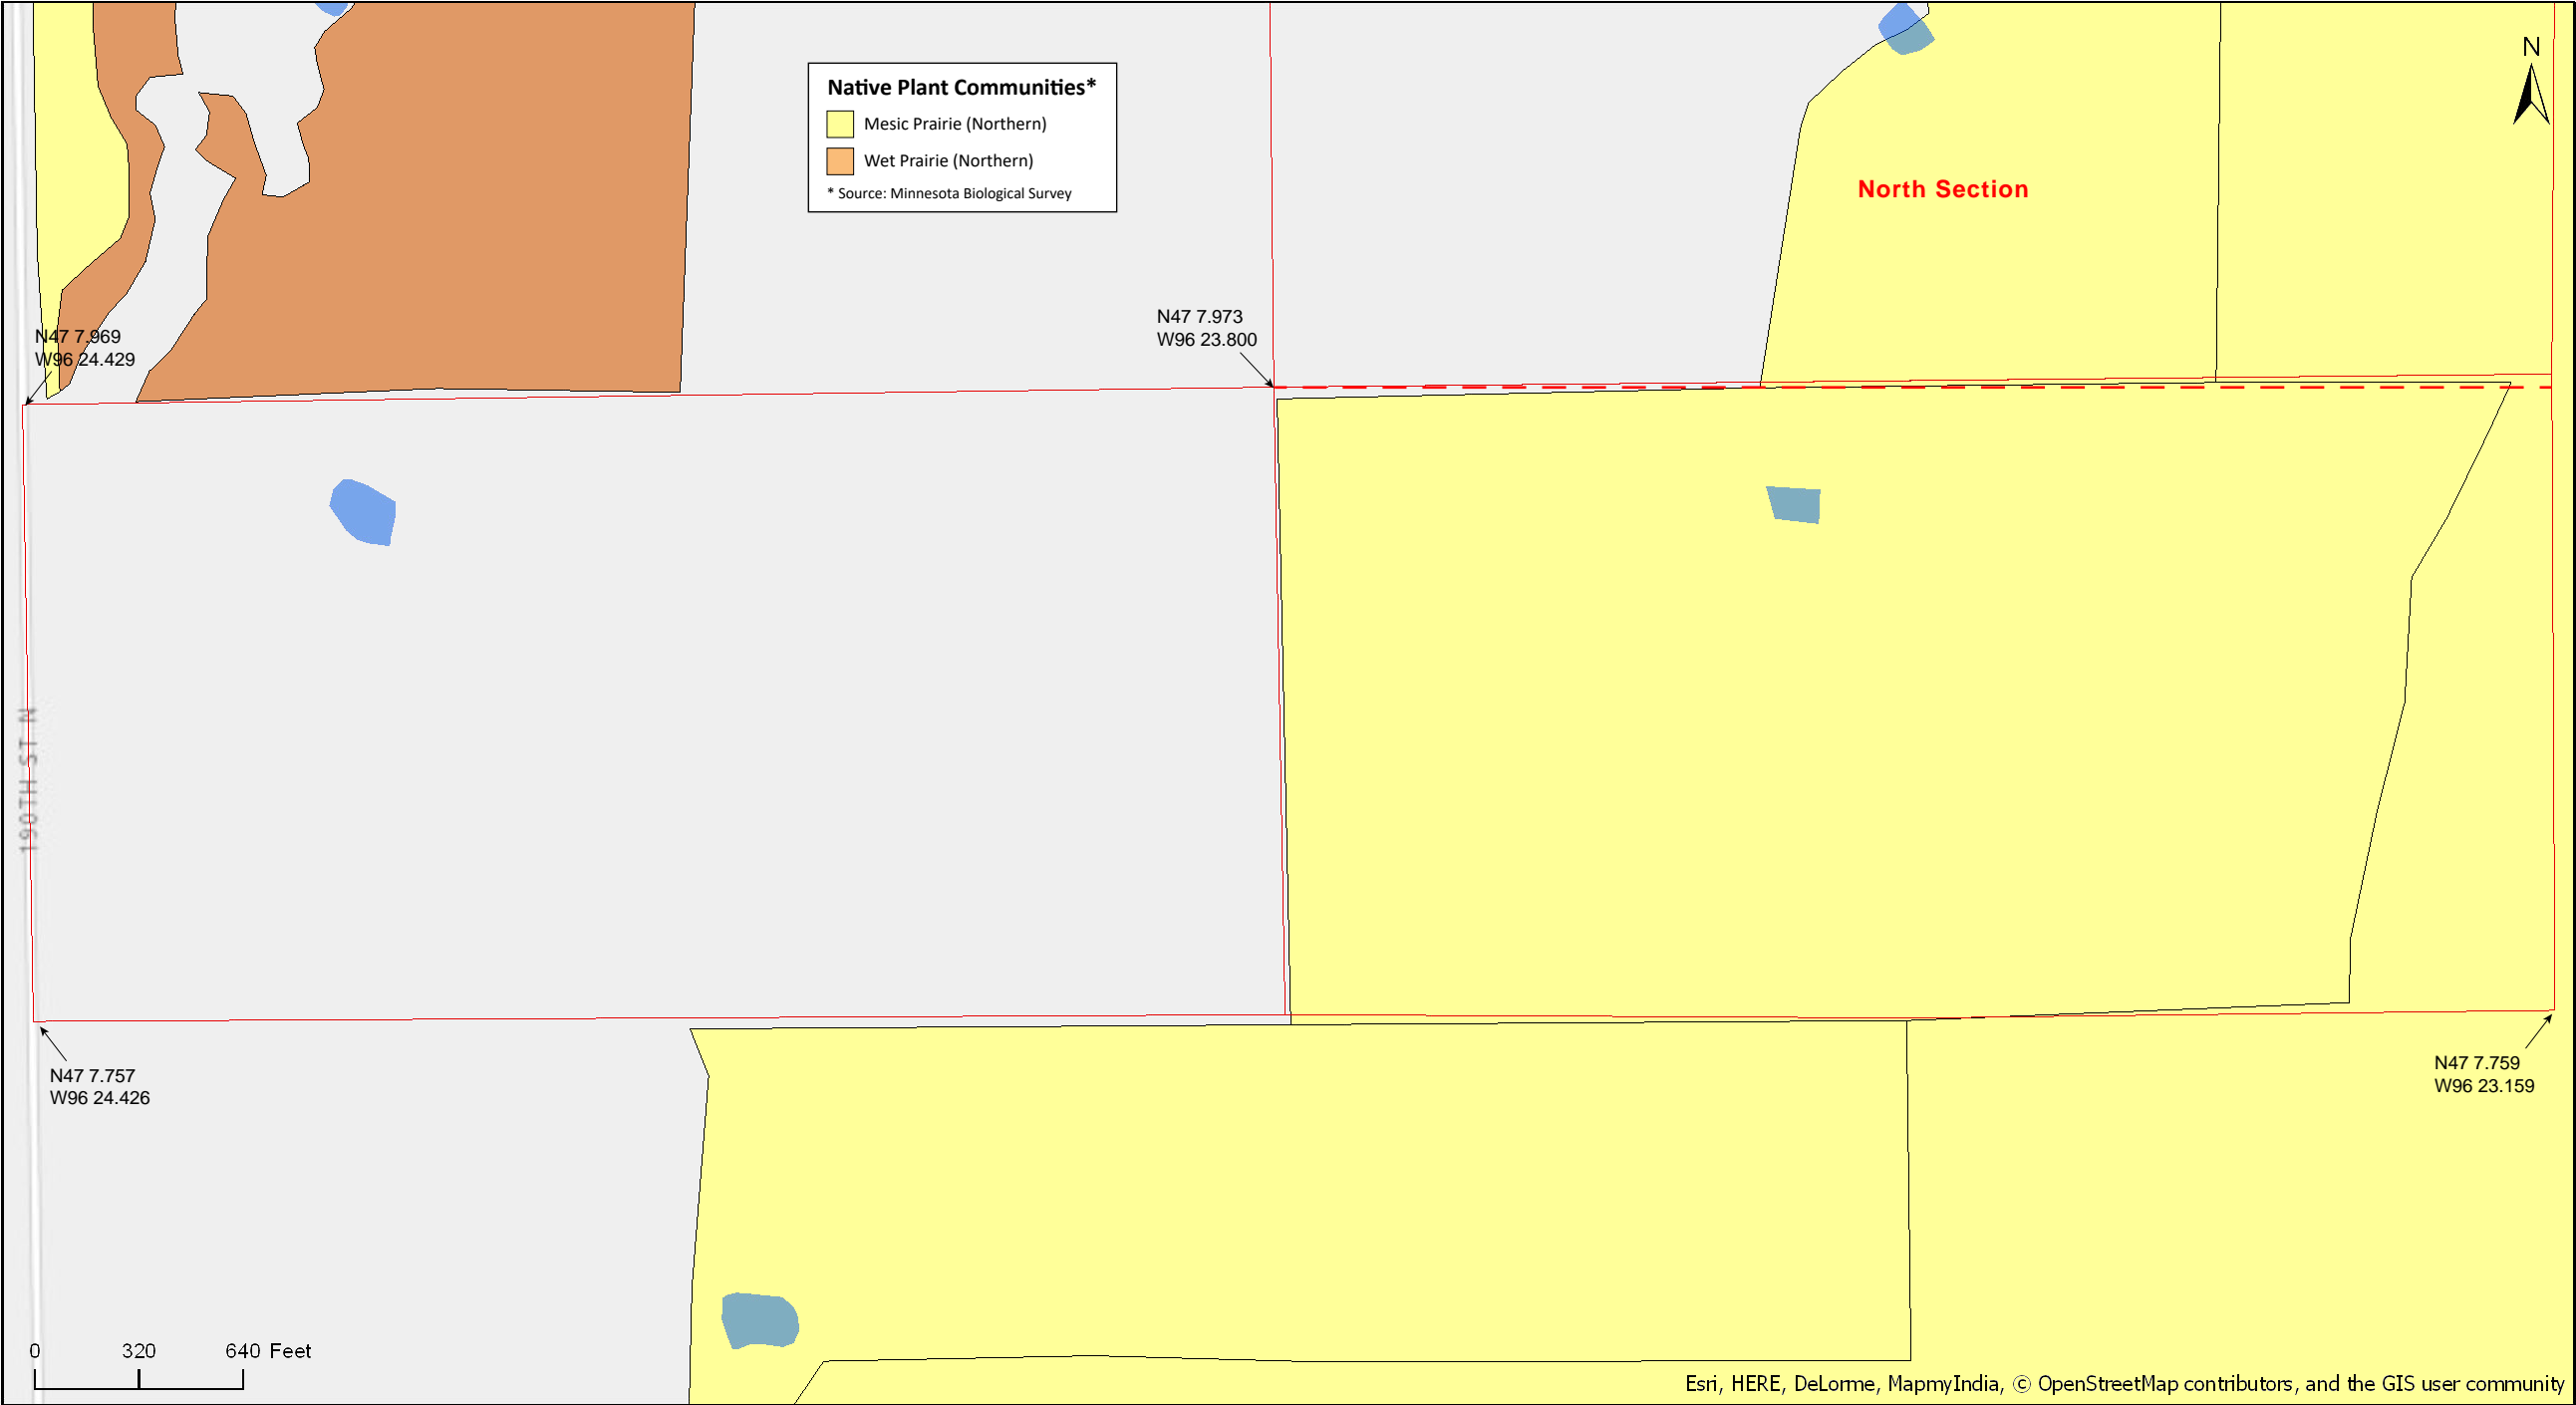 N
Native Plant Communities*
Mesic Prairie (Northern)
Wet Prairie (Northern)
* Source: Minnesota Biological Survey
North Section
N47 7.969
W96 24.429
N47 7.973
W96 23.800
190TH ST N
N47 7.757
W96 24.426
N47 7.759
W96 23.159
0 320 640 Feet
Esri, HERE, DeLorme, MapmyIndia, © OpenStreetMap contributors, and the GIS user community